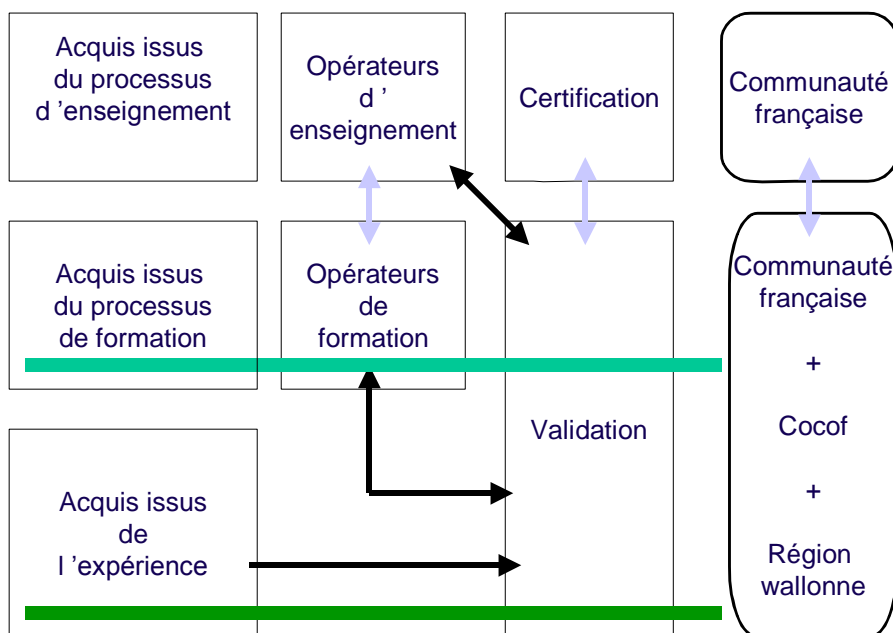 Acquis issus
du processus
d ’enseignement
Opérateurs
d ’
enseignement
Certification
Communauté
française
Acquis issus
du processus
de formation
Opérateurs
de
formation
Validation
Communauté
française
+
Cocof
+
Région
wallonne
Acquis issus
de
l ’expérience